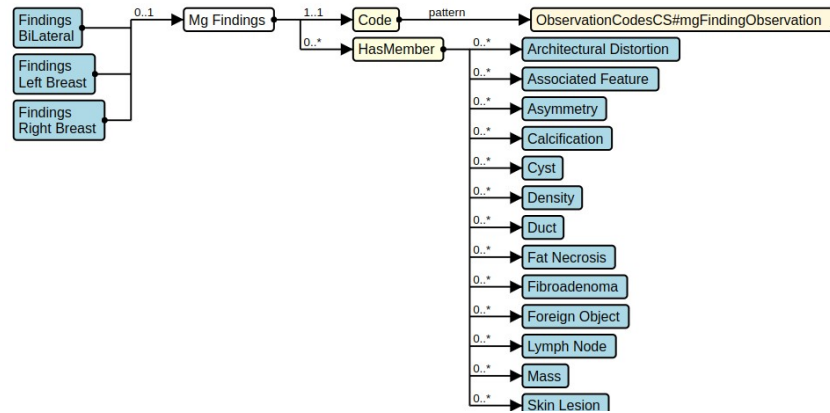 Findings
BiLateral
0..1
Mg Findings
1..1
Code
pattern
ObservationCodesCS#mgFindingObservation
Findings
Left Breast
0..*
HasMember
0..*
Architectural Distortion
0..*
Associated Feature
Findings
Right Breast
0..*
Asymmetry
0..*
Calcification
0..*
Cyst
0..*
Density
0..*
Duct
0..*
Fat Necrosis
0..*
Fibroadenoma
0..*
Foreign Object
0..*
Lymph Node
0..*
Mass
0..*
Skin Lesion